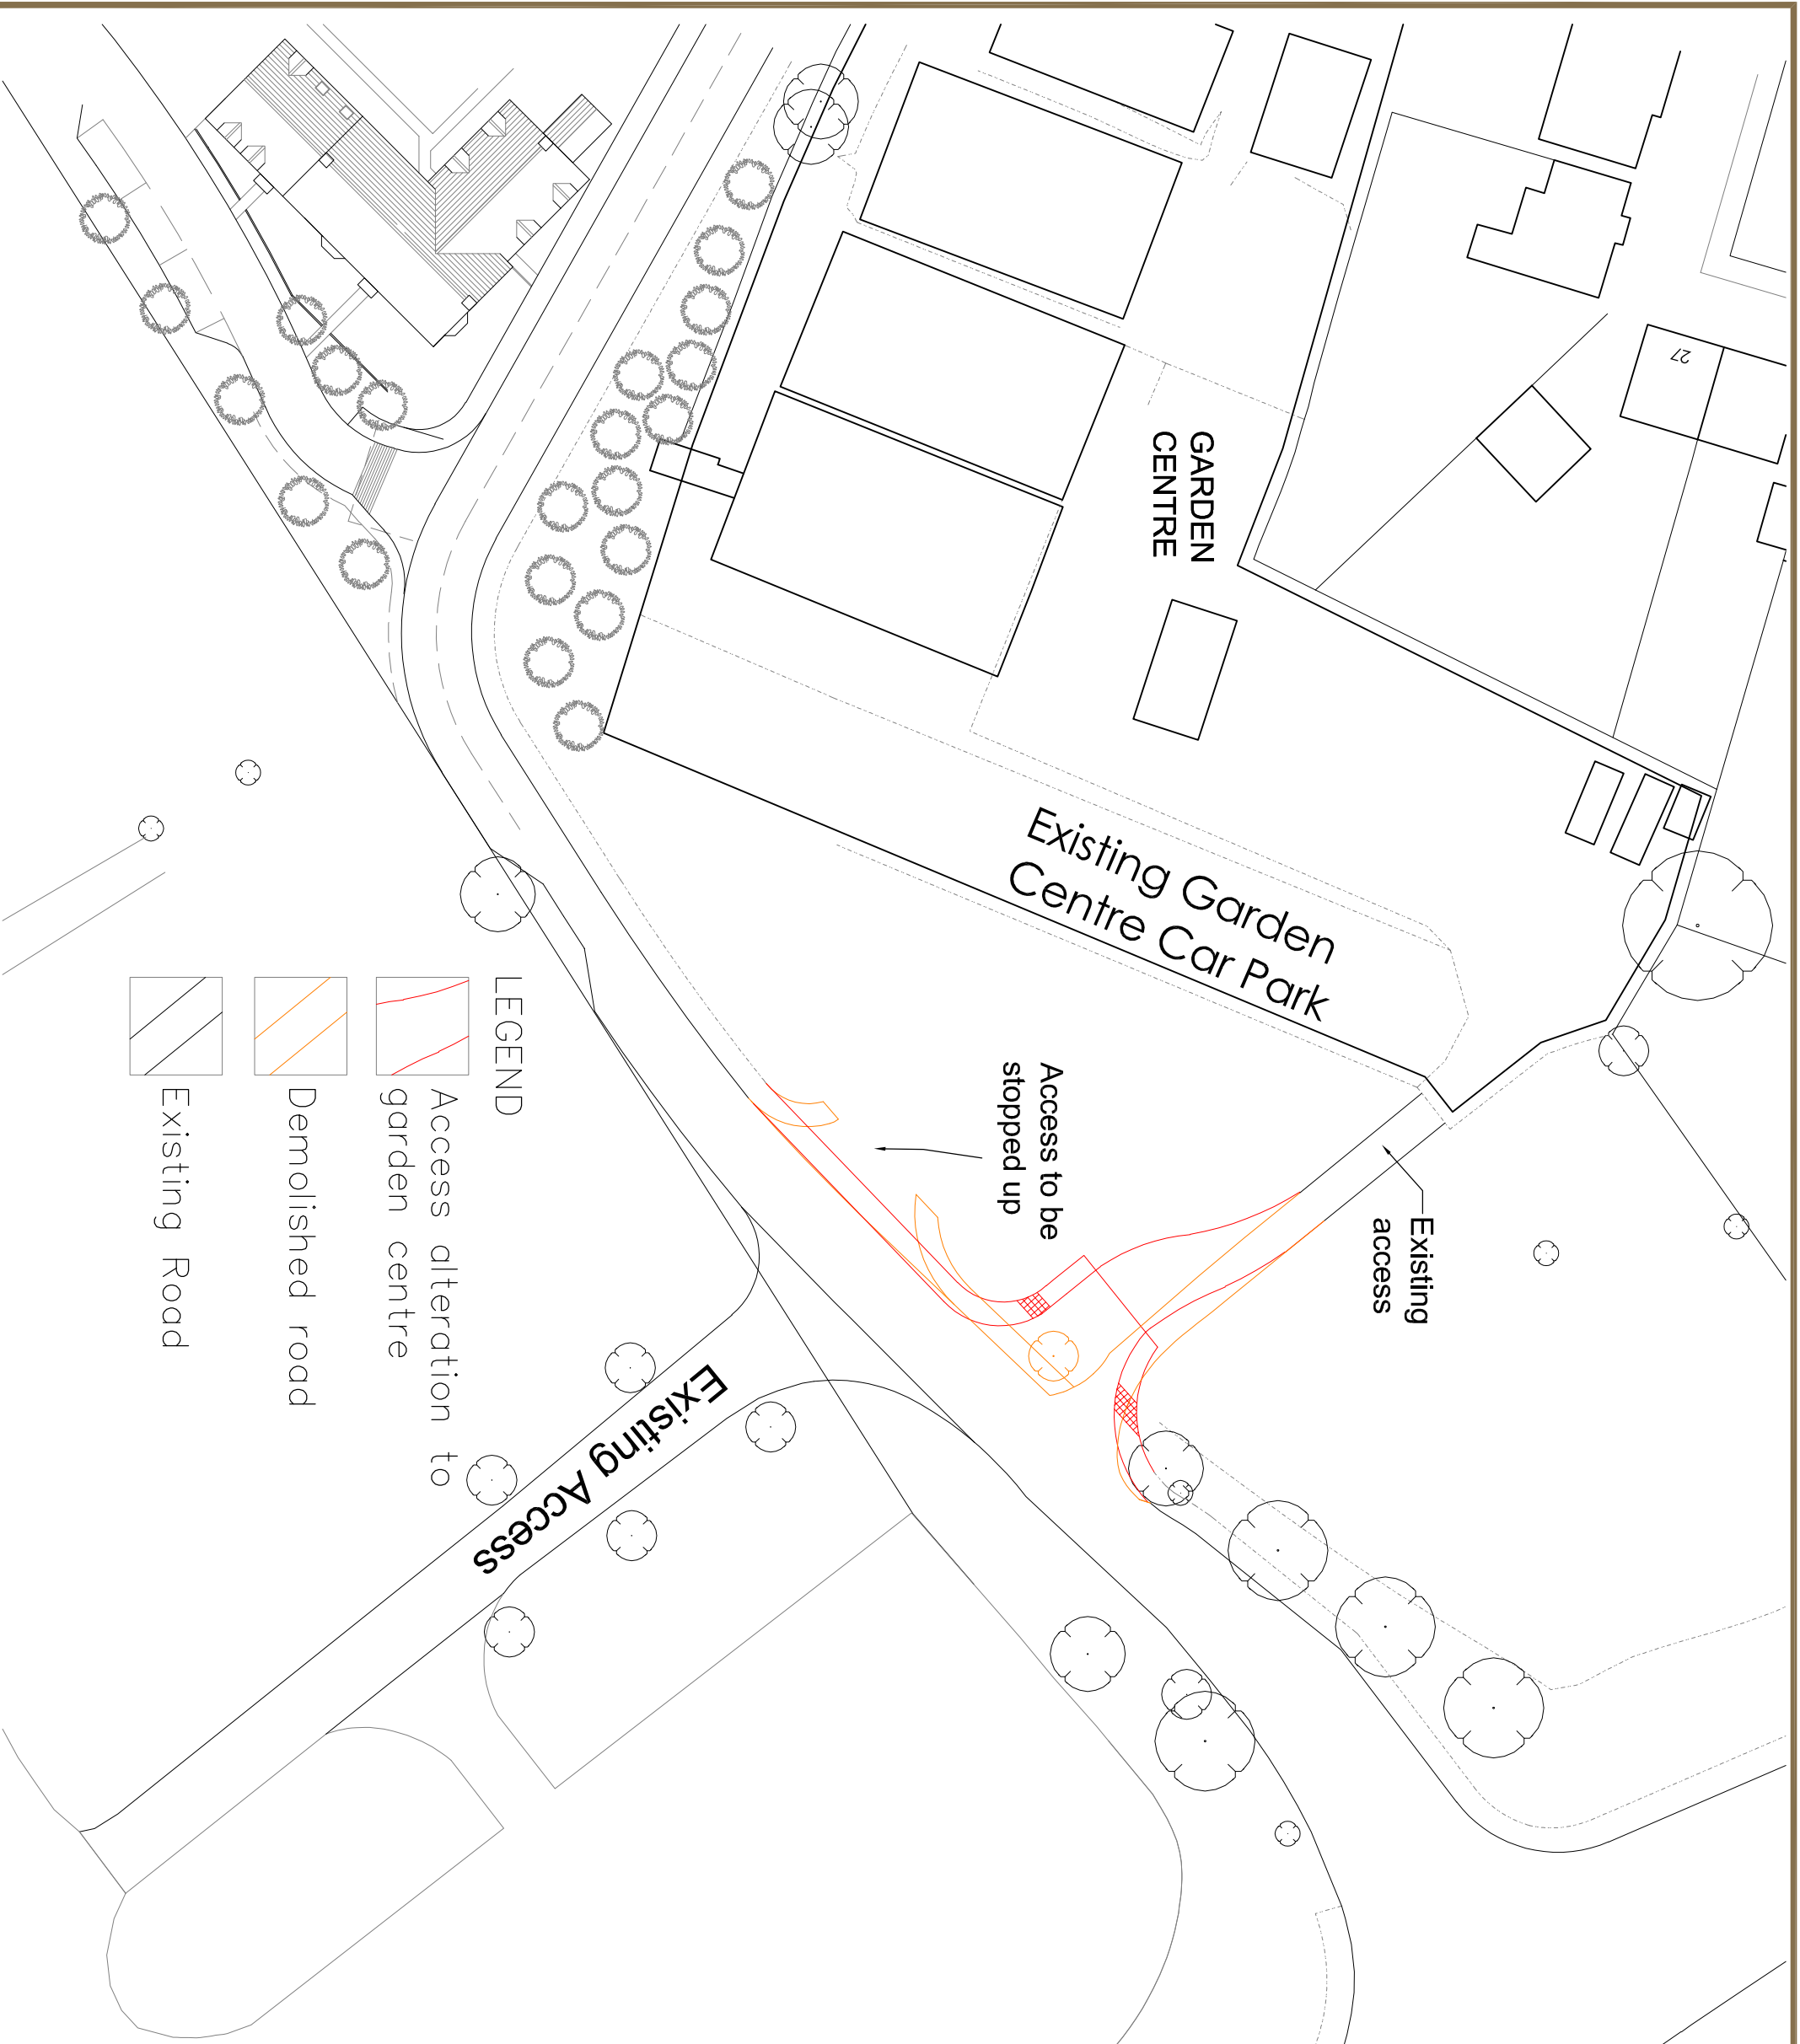 27
GARDEN
CENTRE
Existing Garden
Centre Car Park
Existing
access
Access to be
stopped up
Existing Access
LEGEND
Access alteration to
garden centre
Demolished road
Existing Road